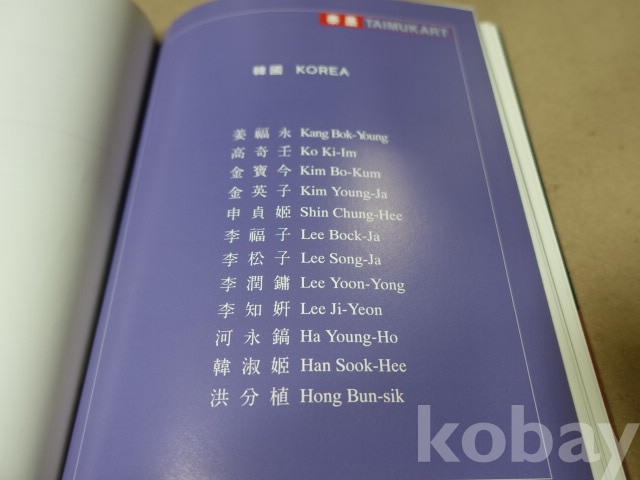 泰墨 TAIMUKART
韓國 KOREA
姜福永 Kang Bok-Young
高奇壬 Ko Ki-Im
金寶今 Kim Bo-Kum
金英子 Kim Young-Ja
申貞姬 Shin Chung-Hee
李福子 Lee Bock-Ja
李松子 Lee Song-Ja
李潤鏞 Lee Yoon-Yong
李知姸 Lee Ji-Yeon
河永鎬 Ha Young-Ho
韓淑姬 Han Sook-Hee
洪分植 Hong Bun-sik
kobay